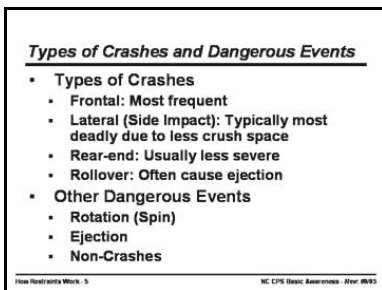 Types of Crashes and Dangerous Events
▪ Types of Crashes
▪ Frontal: Most frequent
▪ Lateral (Side Impact): Typically most
deadly due to less crush space
▪ Rear-end: Usually less severe
▪ Rollover: Often cause ejection
▪ Other Dangerous Events
▪ Rotation (Spin)
▪ Ejection
▪ Non-Crashes
How Restraints Work - 5
NC CPS Basic Awareness - Rev: